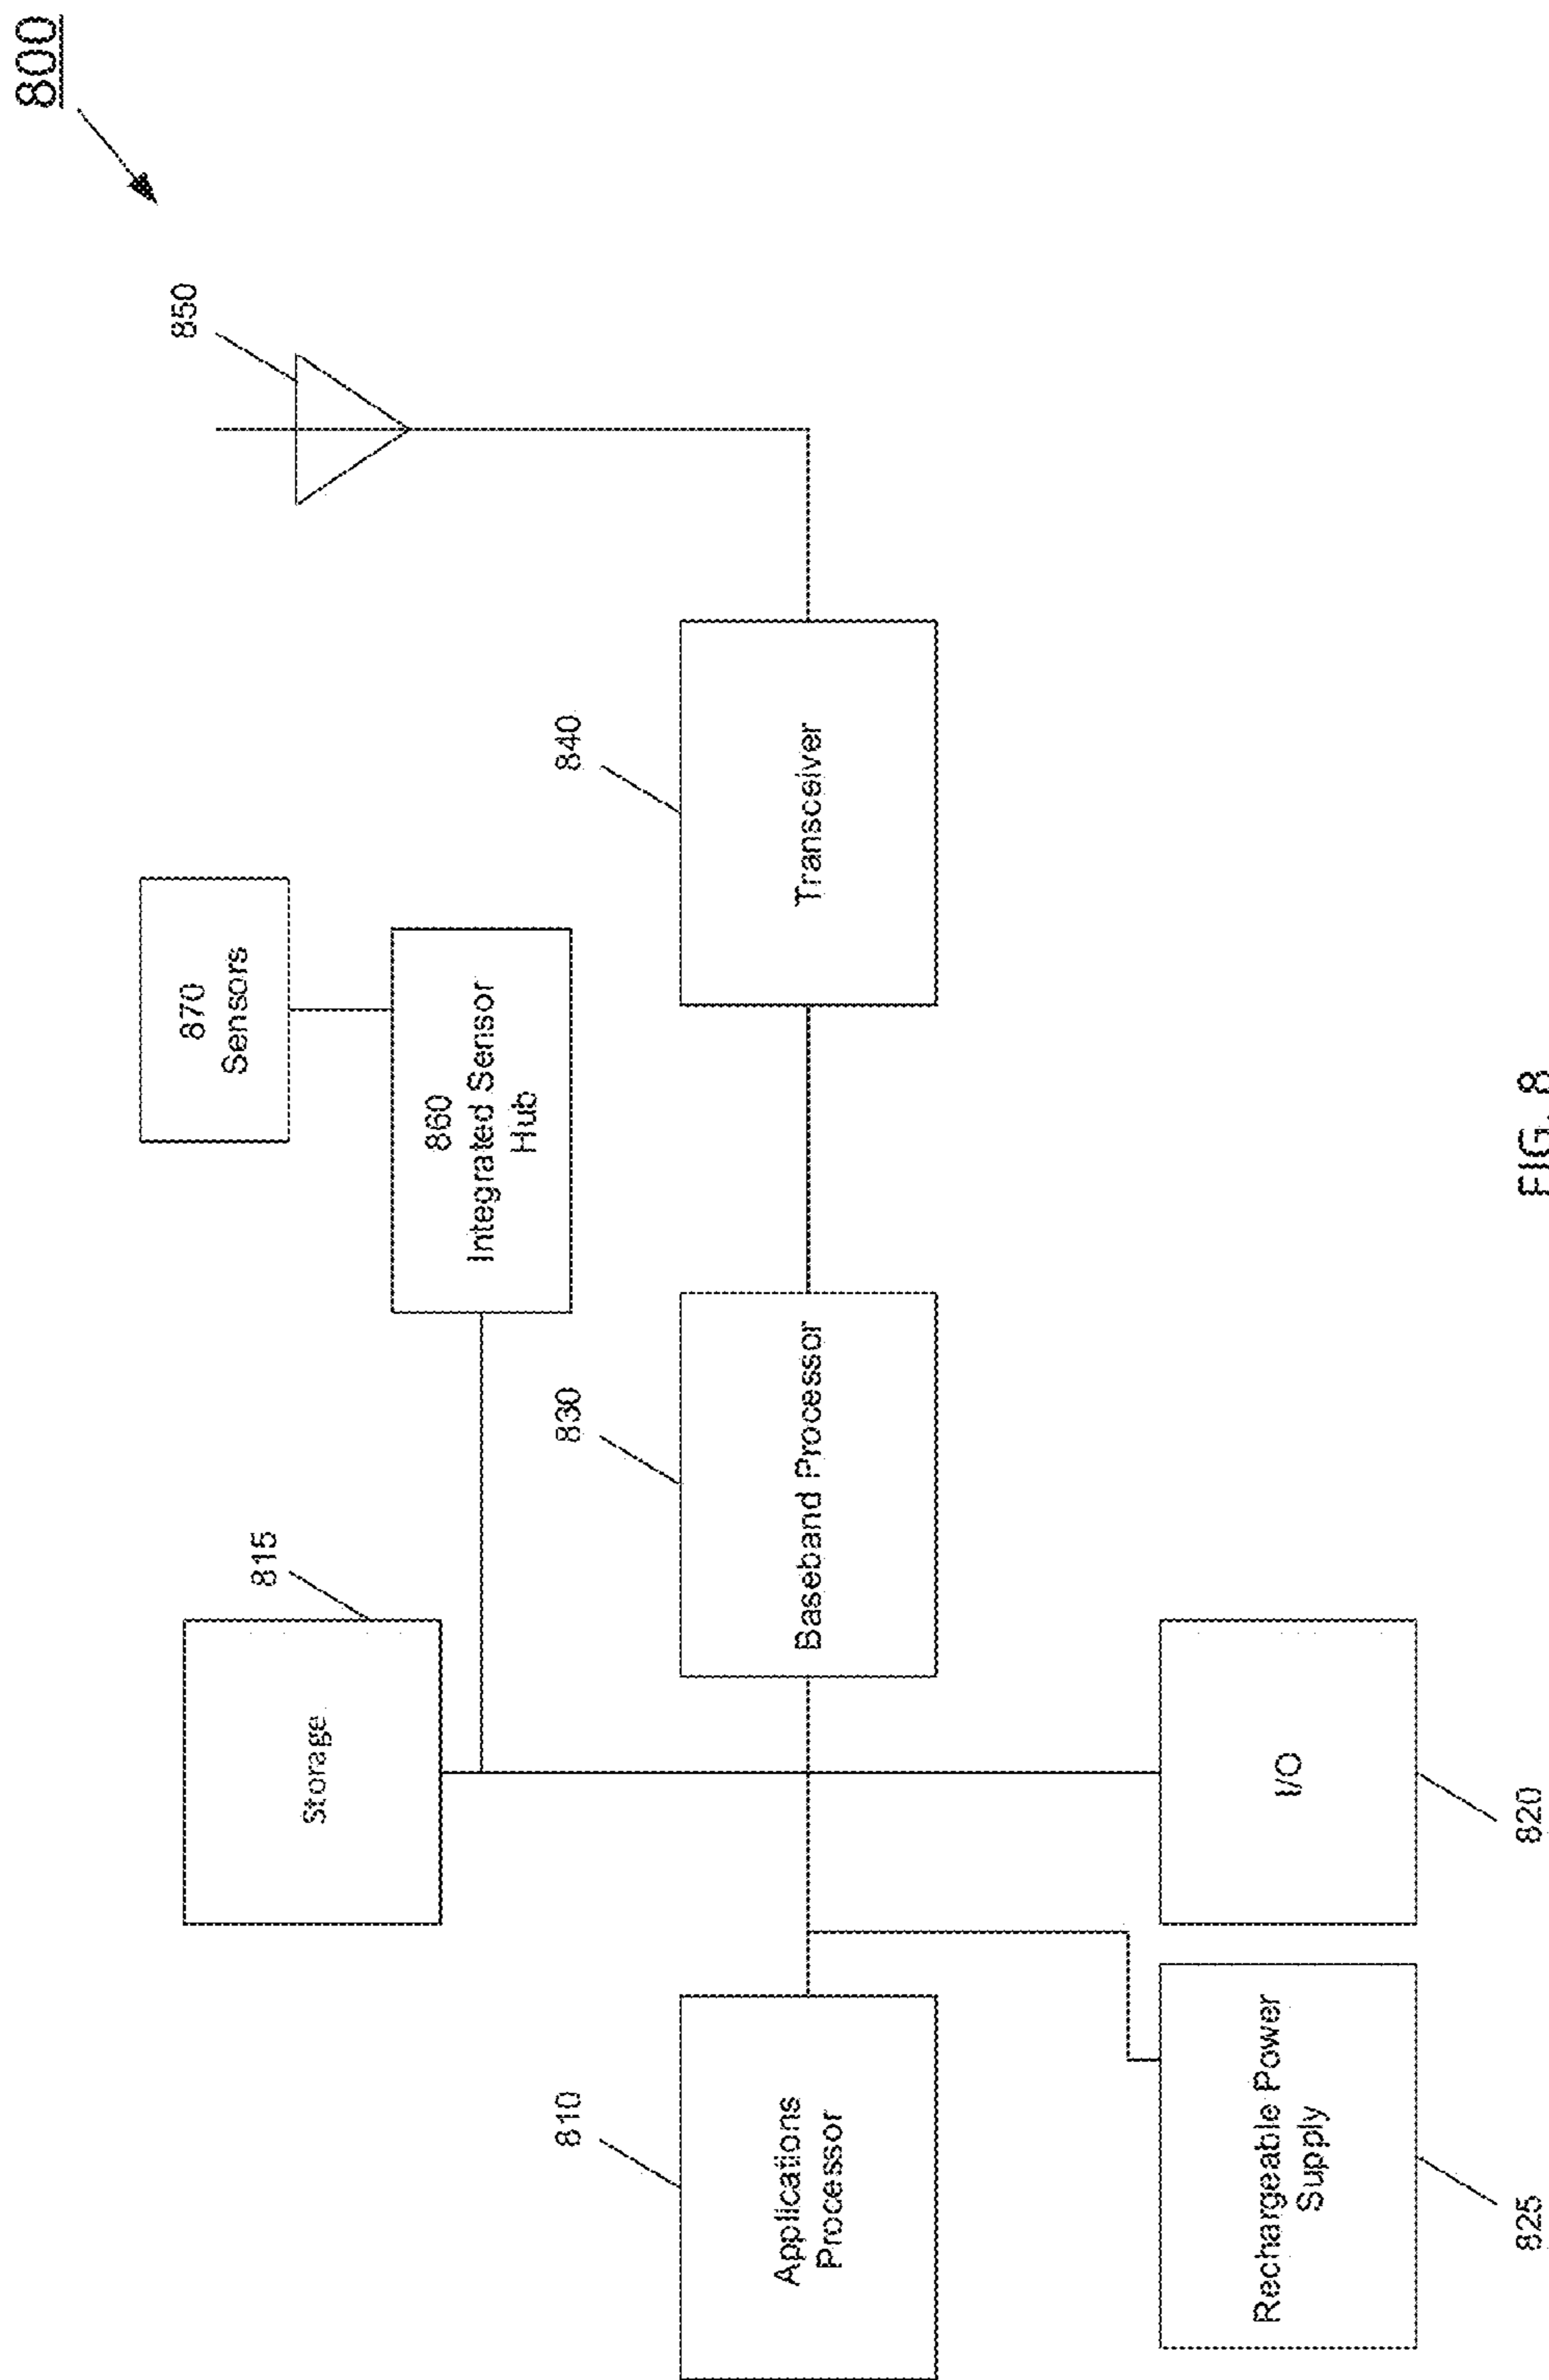 800
850
870
Sensors
860
Integrated Sensor
Hub
815
Storage
840
Transceiver
830
Baseband Processor
810
Applications
Processor
I/O
820
Rechargeable Power
Supply
825
FIG. 8